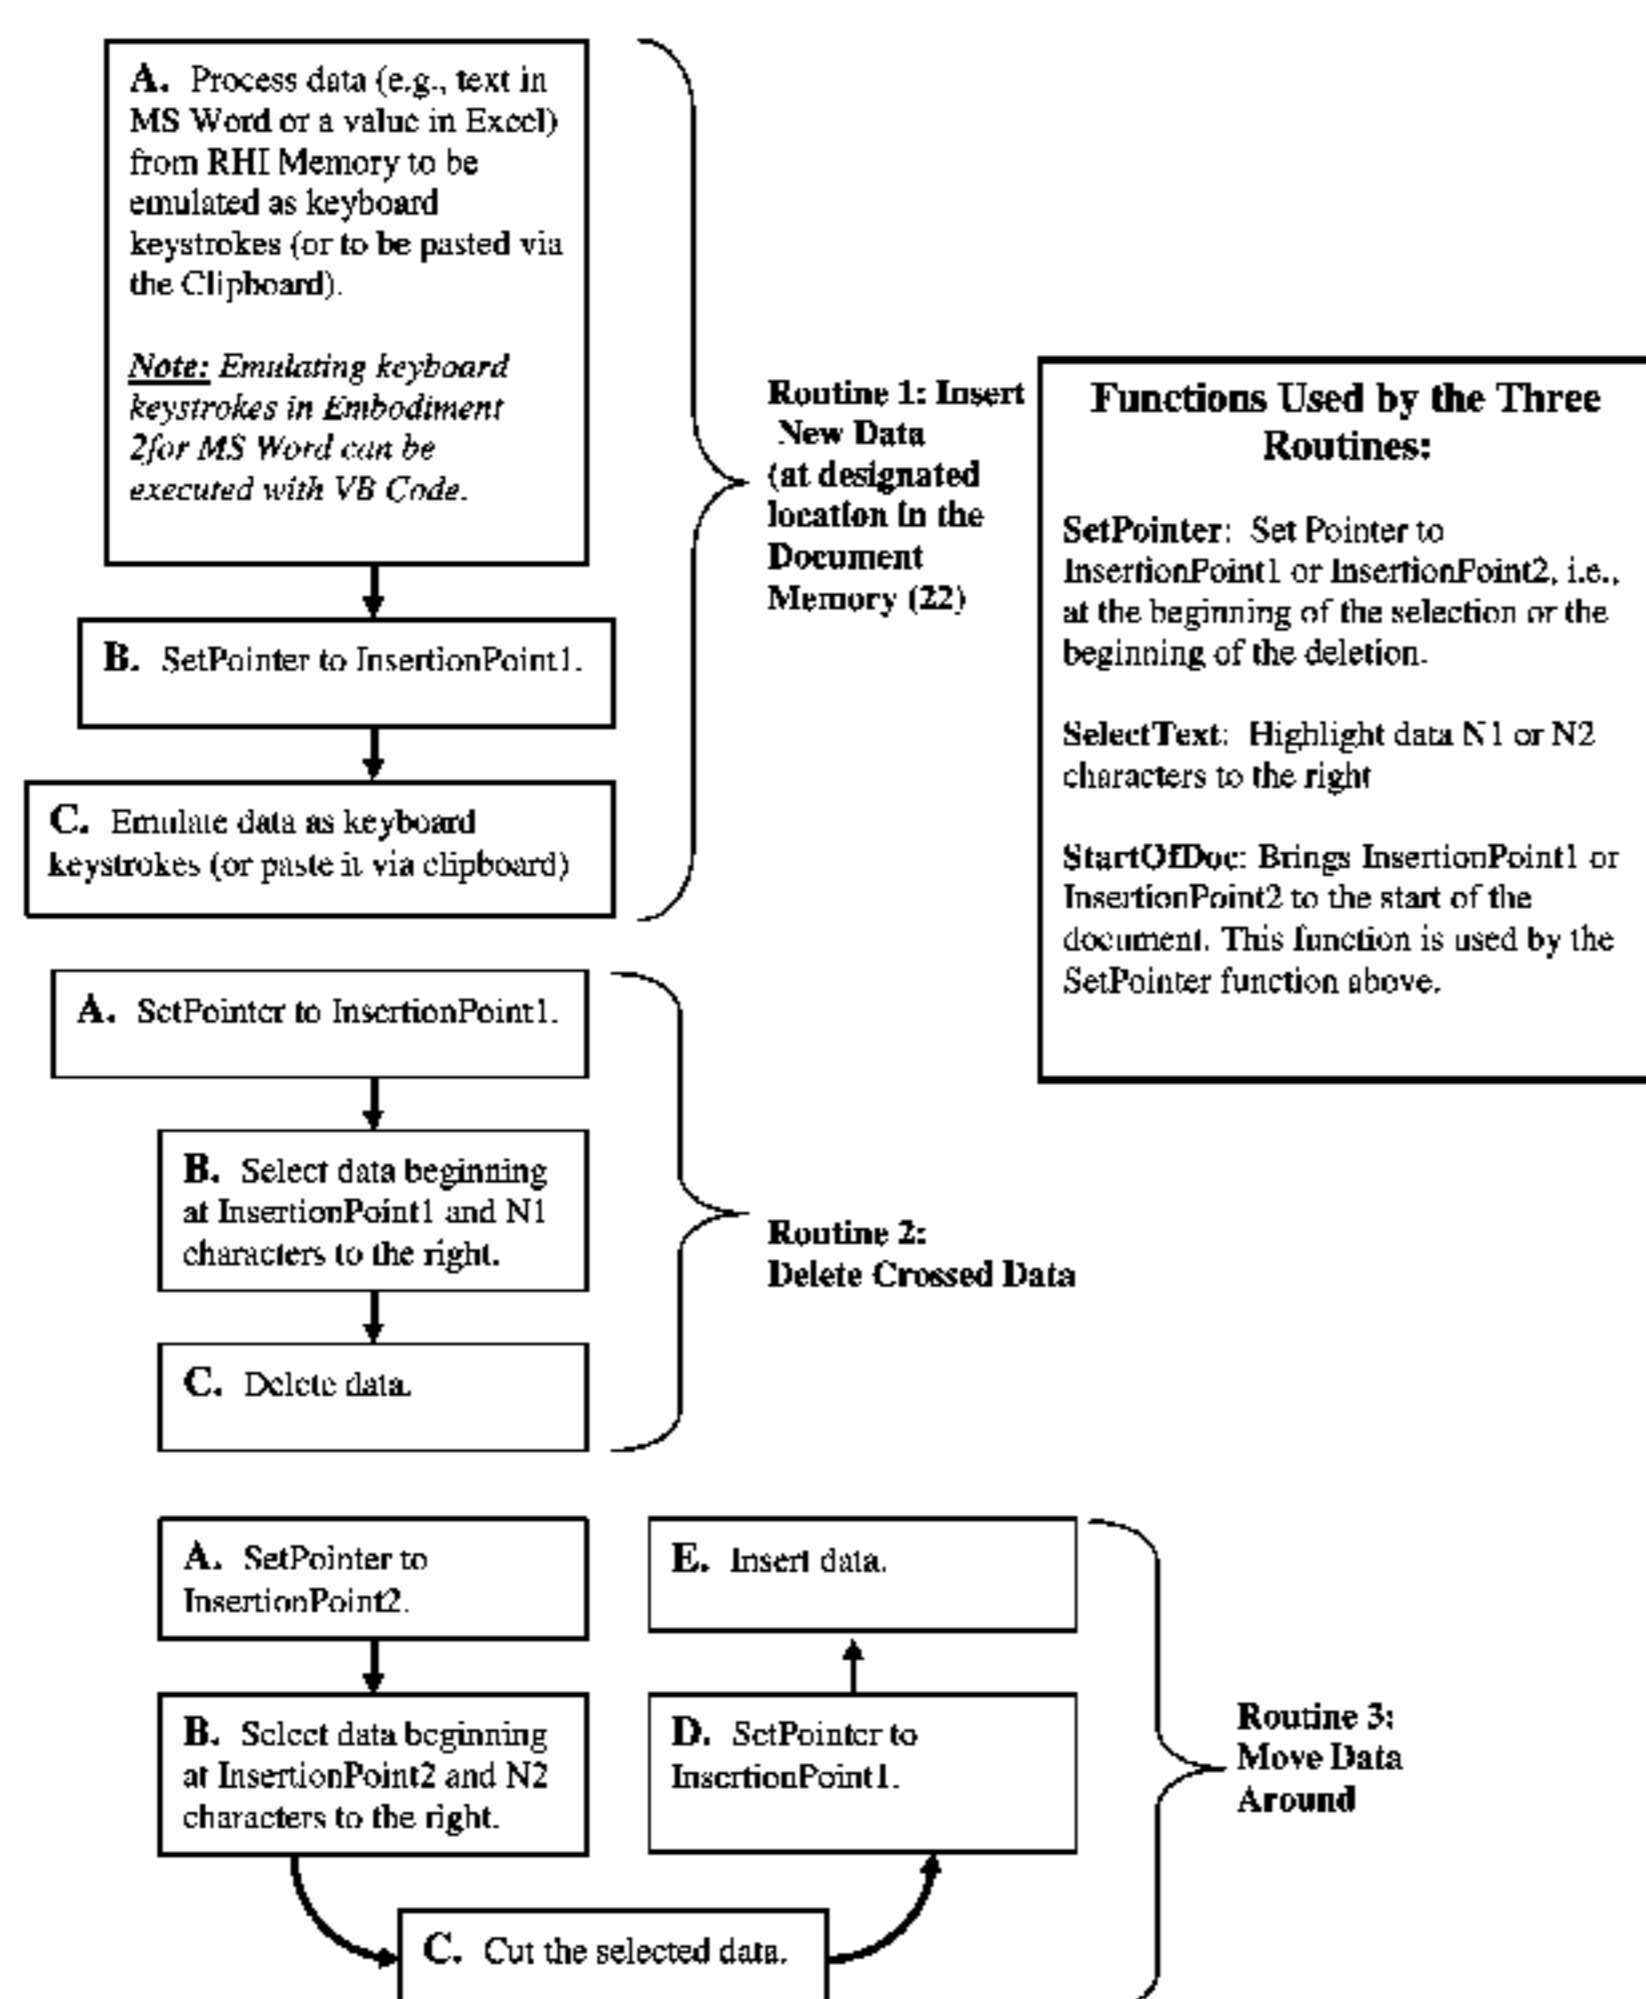 A. Process data (e.g., text in
MS Word or a value in Excel)
from RHI Memory to be
emulated as keyboard
keystrokes (or to be pasted via
the Clipboard).
Note: Emulating keyboard
keystrokes in Embodiment
2for MS Word can be
executed with VB Code.
B. SetPointer to InsertionPoint1.
C. Emulate data as keyboard
keystrokes (or paste it via clipboard)
Routine 1: Insert
New Data
(at designated
location in the
Document
Memory (22)
Functions Used by the Three
Routines:
SetPointer: Set Pointer to
InsertionPoint1 or InsertionPoint2, i.e.,
at the beginning of the selection or the
beginning of the deletion.
SelectText: Highlight data N1 or N2
characters to the right
StartOfDoc: Brings InsertionPoint1 or
InsertionPoint2 to the start of the
document. This function is used by the
SetPointer function above.
A. SetPointer to InsertionPoint1.
B. Select data beginning
at InsertionPoint1 and N1
characters to the right.
C. Delete data.
Routine 2:
Delete Crossed Data
A. SetPointer to
InsertionPoint2.
B. Select data beginning
at InsertionPoint2 and N2
characters to the right.
C. Cut the selected data.
D. SetPointer to
InsertionPoint1.
E. Insert data.
Routine 3:
Move Data
Around